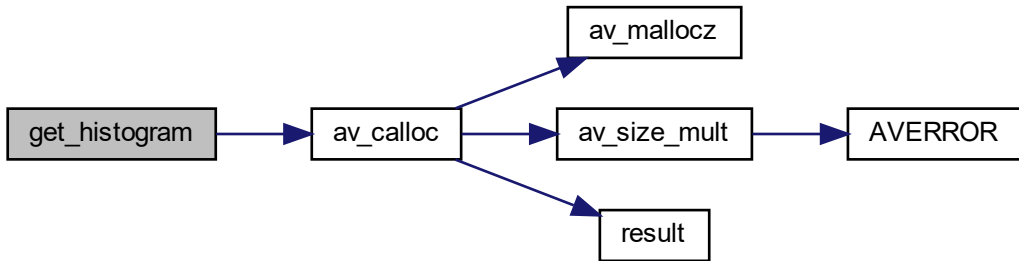 av_mallocz
get_histogram
av_calloc
av_size_mult
AVERROR
result